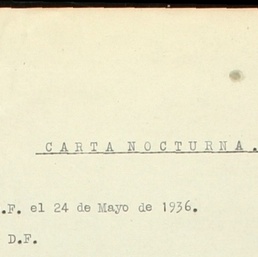 C A R T A N O C T U R N A .
.F. el 24 de Mayo de 1936.
D.F.